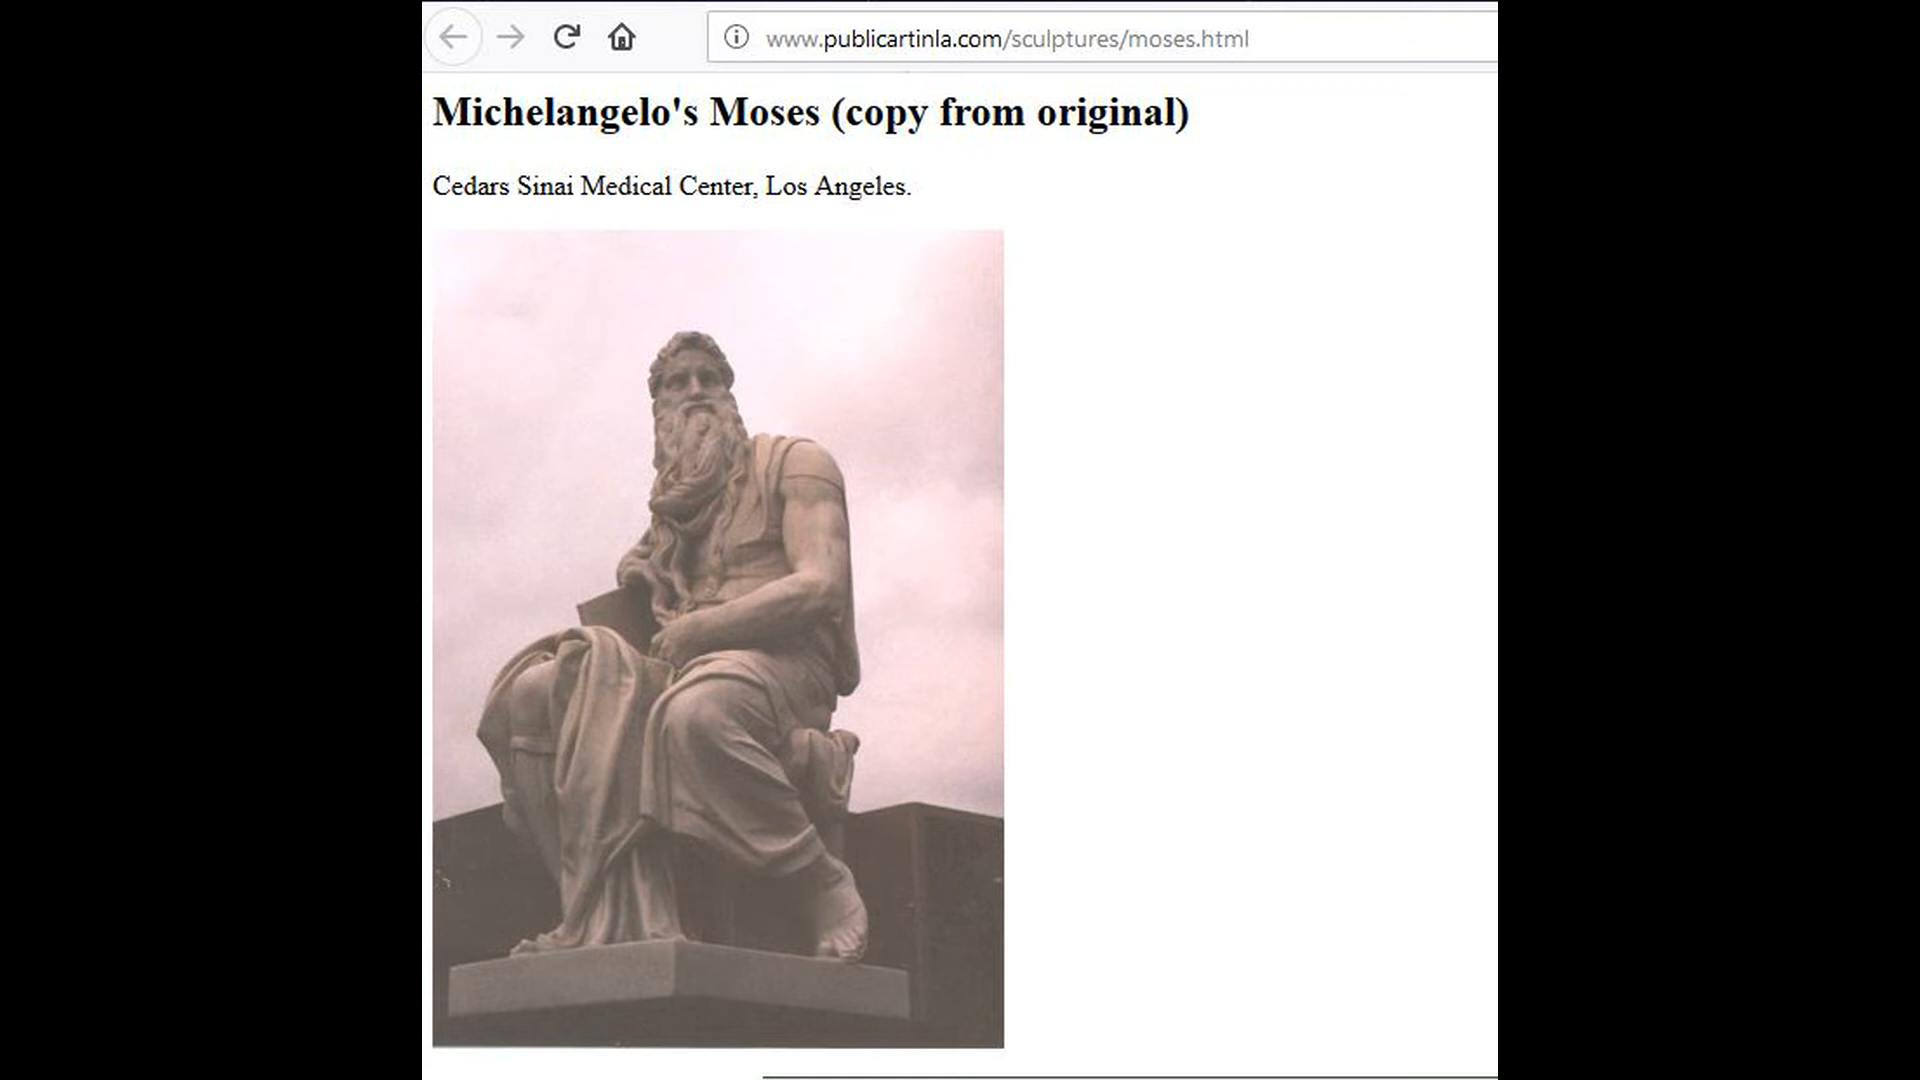 www.publicartinla.com/sculptures/moses.html
Michelangelo's Moses (copy from original)
Cedars Sinai Medical Center, Los Angeles.